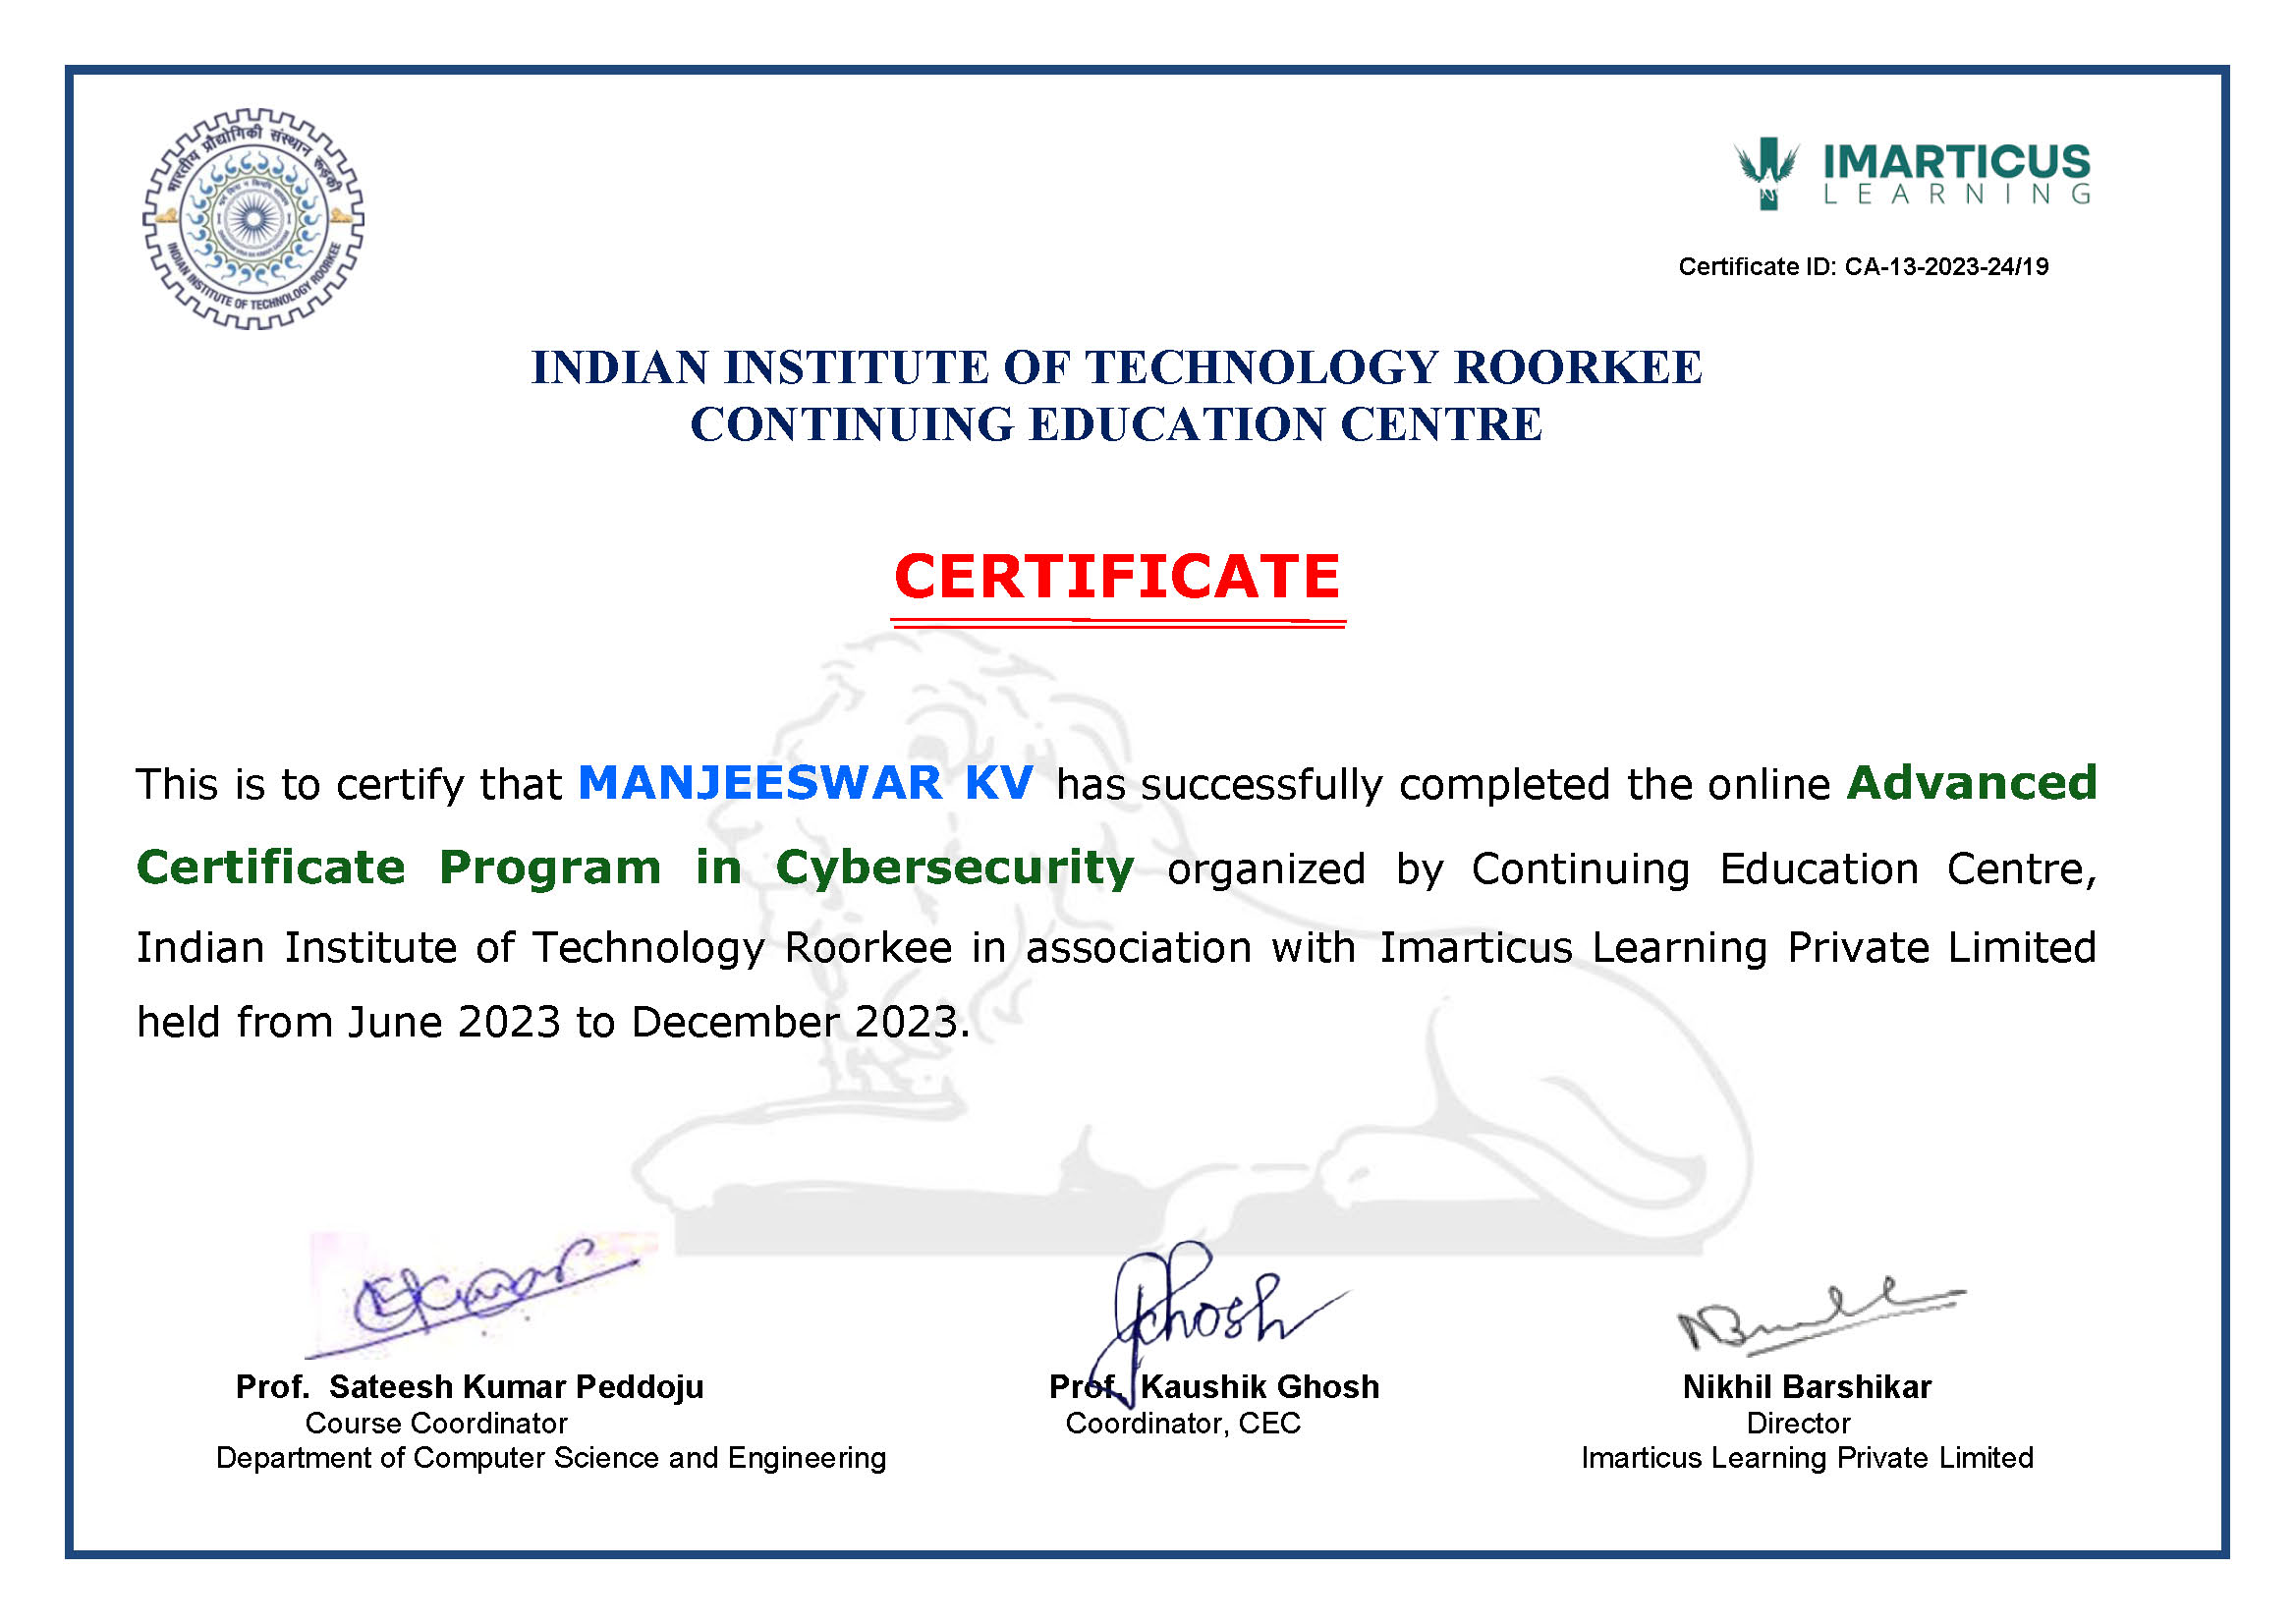 भारतीय प्रौद्योगिकी संस्थान रूड़की
INDIAN INSTITUTE OF TECHNOLOGY ROORKEE
IMARTICUS
LEARNING
Certificate ID: CA-13-2023-24/19
INDIAN INSTITUTE OF TECHNOLOGY ROORKEE
CONTINUING EDUCATION CENTRE
CERTIFICATE
This is to certify that MANJEESWAR KV has successfully completed the online Advanced
Certificate Program in Cybersecurity organized by Continuing Education Centre,
Indian Institute of Technology Roorkee in association with Imarticus Learning Private Limited
held from June 2023 to December 2023.
Prof. Sateesh Kumar Peddoju
Course Coordinator
Department of Computer Science and Engineering
Ghosh
Prof. Kaushik Ghosh
Coordinator, CEC
Nikhil Barshikar
Director
Imarticus Learning Private Limited